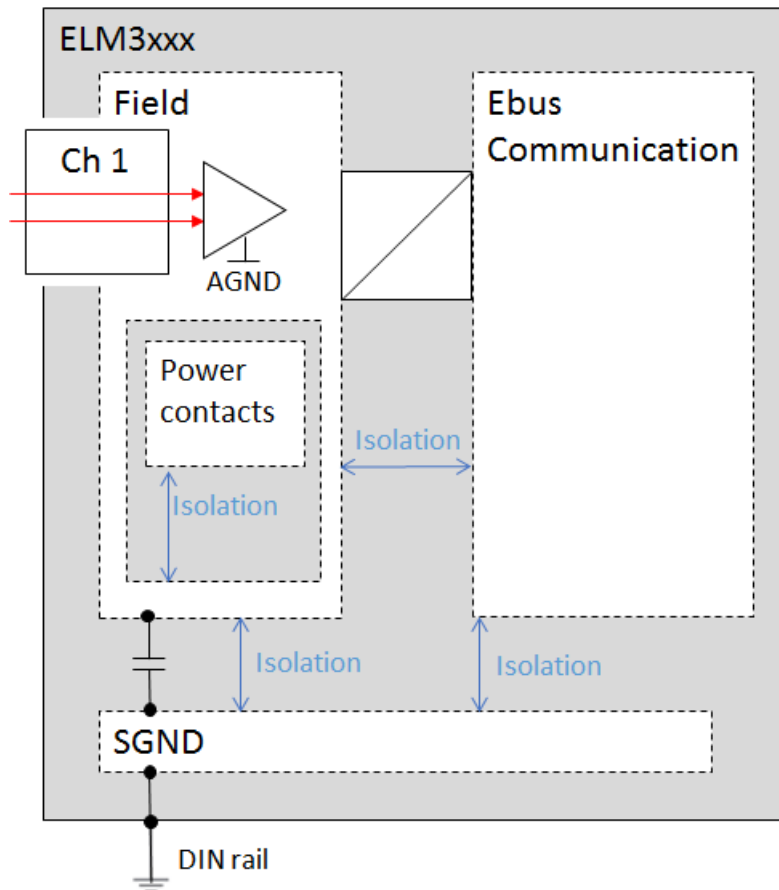 ELM3xxx
Field
Ebus
Communication
Ch 1
AGND
Power
contacts
Isolation
Isolation
Isolation
Isolation
SGND
DIN rail